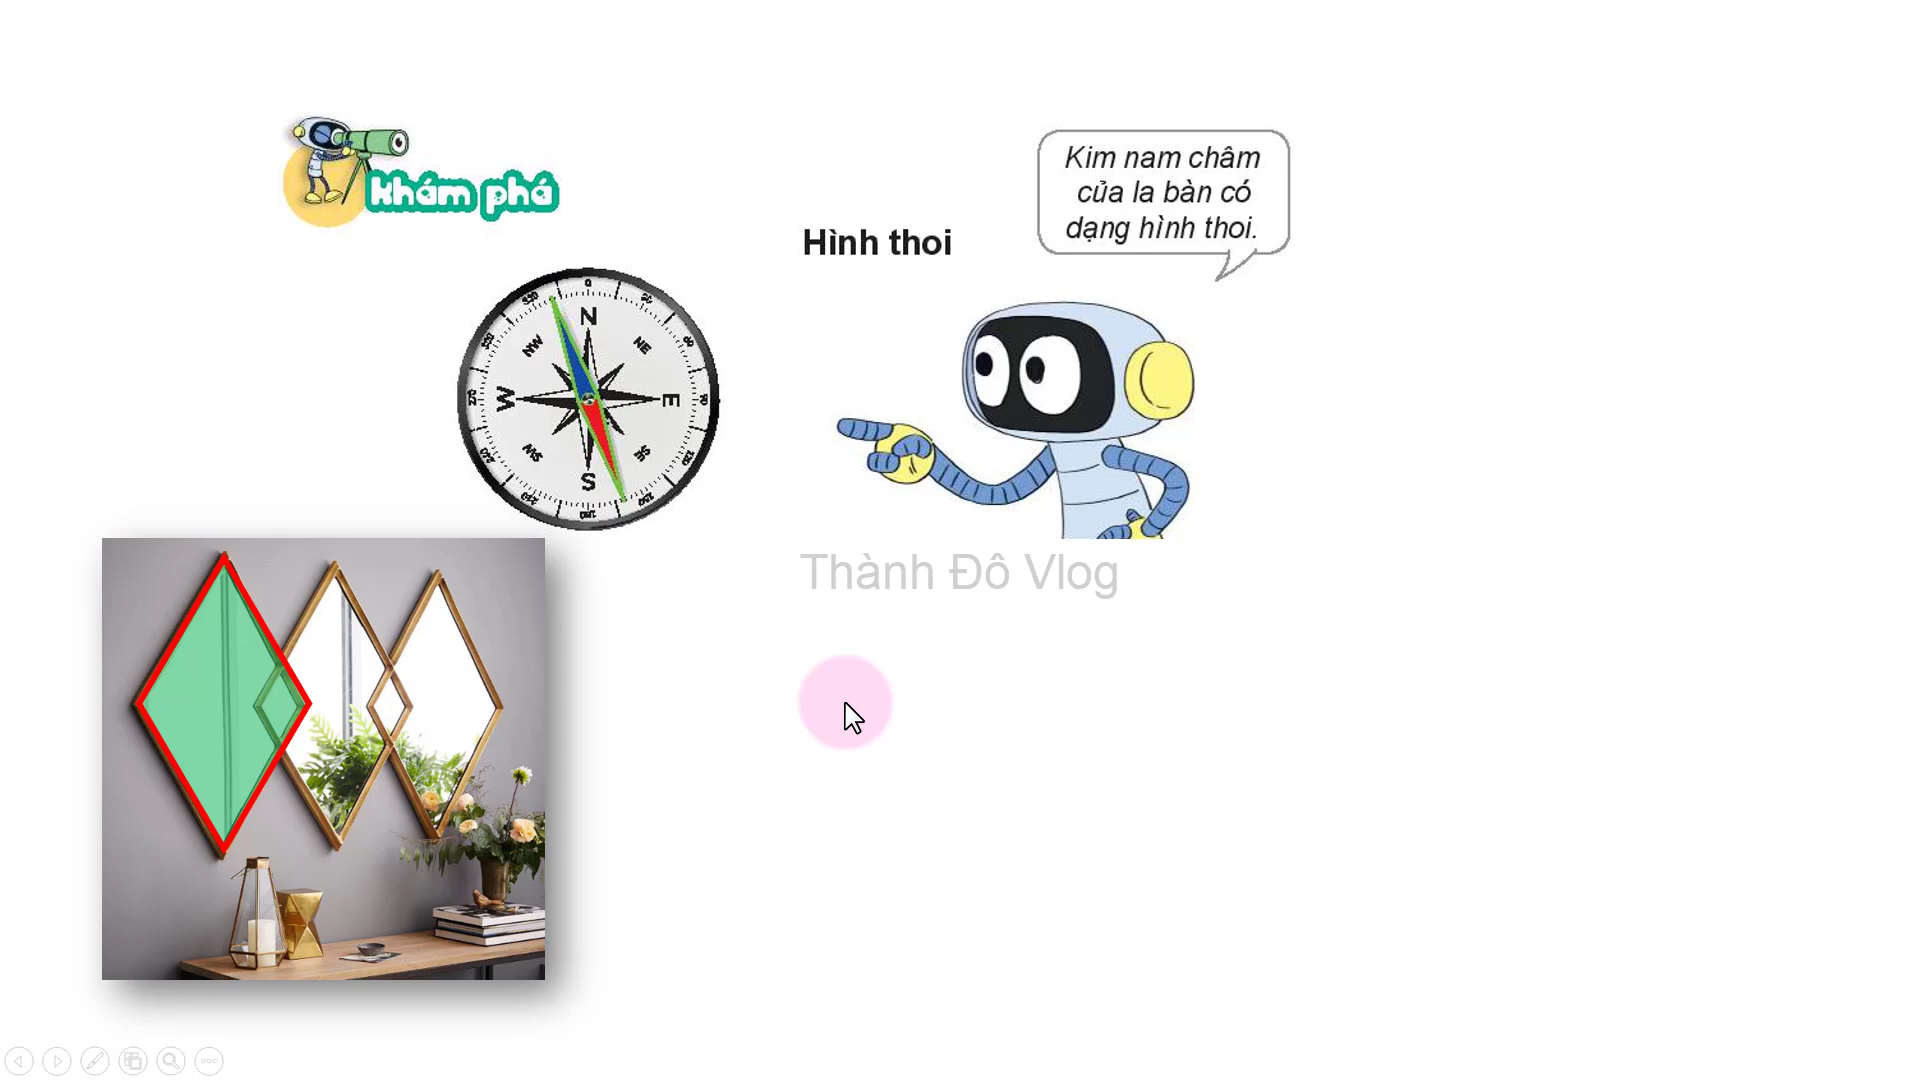 Khám phá
Kim nam châm
của la bàn có
dạng hình thoi.
Hình thoi
N
NW
NE
W
E
SW
SE
S
Thành Đô Vlog